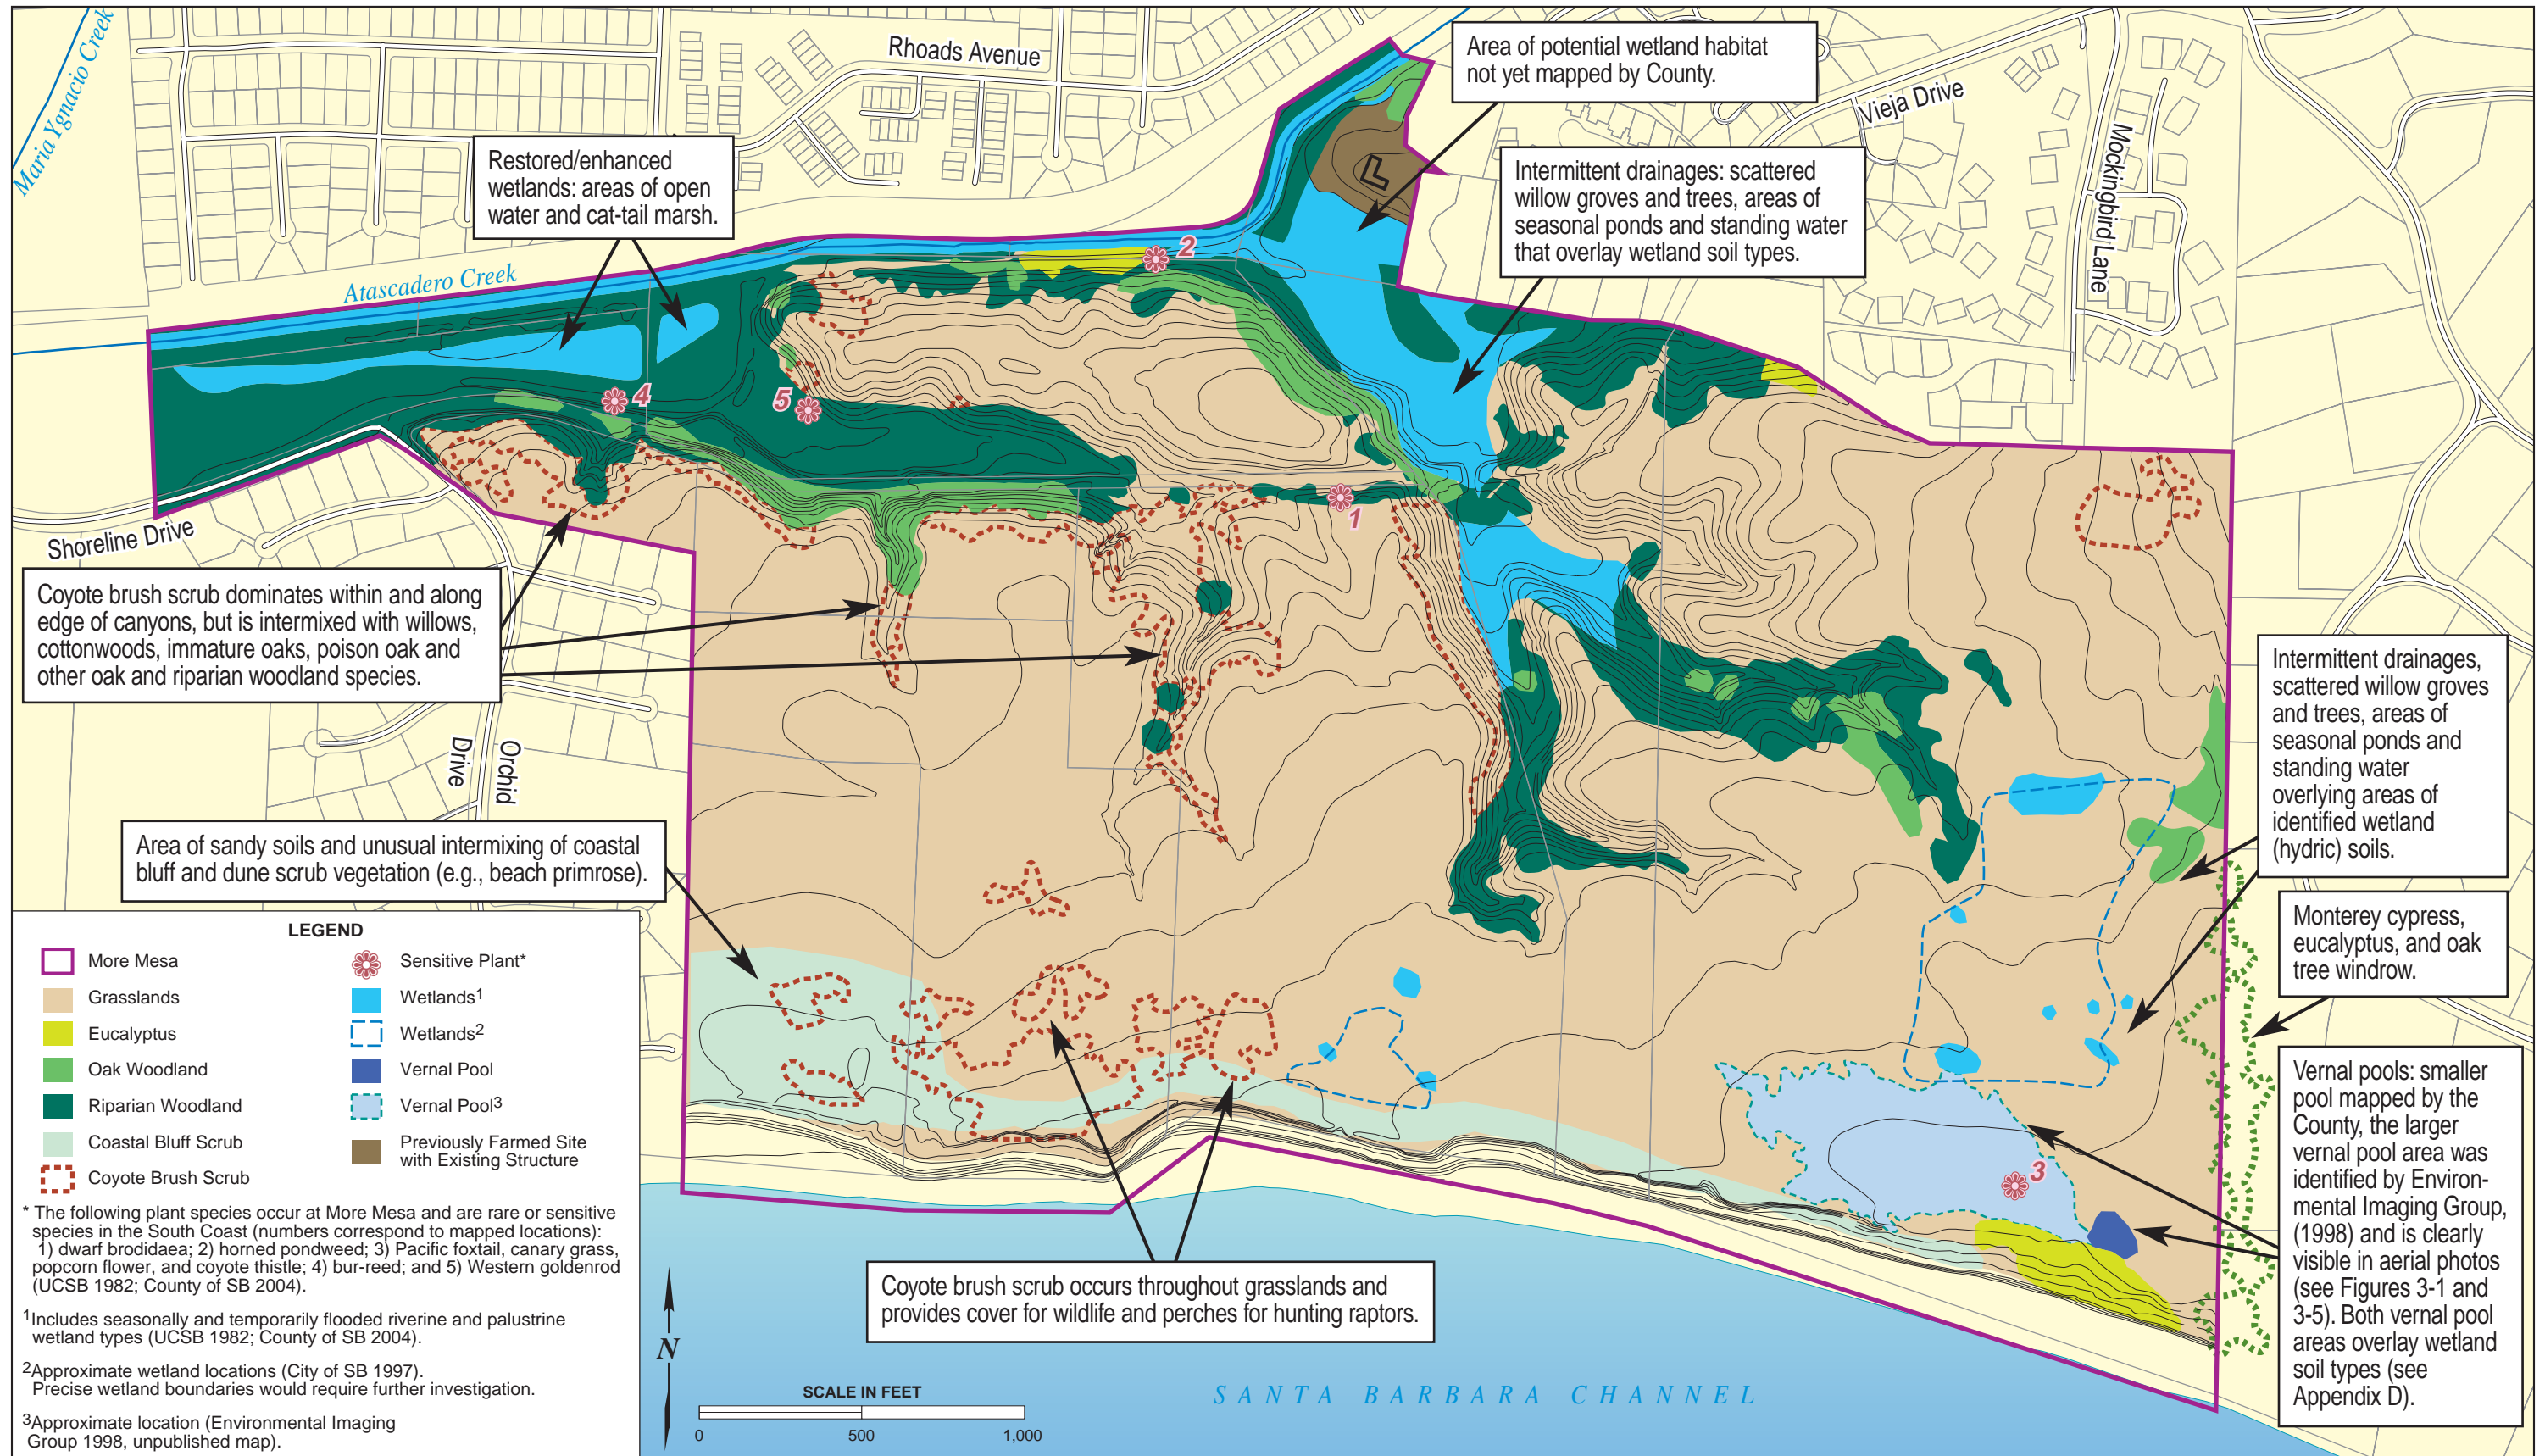 Maria Ygnacio Creek
Rhoads Avenue
Area of potential wetland habitat
not yet mapped by County.
Vieja Drive
Mockingbird Lane
Restored/enhanced
wetlands: areas of open
water and cat-tail marsh.
Intermittent drainages: scattered
willow groves and trees, areas of
seasonal ponds and standing water
that overlay wetland soil types.
Atascadero Creek
2
4
5
1
Shoreline Drive
Coyote brush scrub dominates within and along
edge of canyons, but is intermixed with willows,
cottonwoods, immature oaks, poison oak and
other oak and riparian woodland species.
Orchid
Drive
Intermittent drainages,
scattered willow groves
and trees, areas of
seasonal ponds and
standing water
overlying areas of
identified wetland
(hydric) soils.
Area of sandy soils and unusual intermixing of coastal
bluff and dune scrub vegetation (e.g., beach primrose).
Monterey cypress,
eucalyptus, and oak
tree windrow.
Vernal pools: smaller
pool mapped by the
County, the larger
vernal pool area was
identified by Environ-
mental Imaging Group,
(1998) and is clearly
visible in aerial photos
(see Figures 3-1 and
3-5). Both vernal pool
areas overlay wetland
soil types (see
Appendix D).
3
Coyote brush scrub occurs throughout grasslands and
provides cover for wildlife and perches for hunting raptors.
LEGEND
More Mesa
Grasslands
Eucalyptus
Oak Woodland
Riparian Woodland
Coastal Bluff Scrub
Coyote Brush Scrub
Sensitive Plant*
Wetlands1
Wetlands2
Vernal Pool
Vernal Pool3
Previously Farmed Site
with Existing Structure
* The following plant species occur at More Mesa and are rare or sensitive
species in the South Coast (numbers correspond to mapped locations):
1) dwarf brodidaea; 2) horned pondweed; 3) Pacific foxtail, canary grass,
popcorn flower, and coyote thistle; 4) bur-reed; and 5) Western goldenrod
(UCSB 1982; County of SB 2004).
1Includes seasonally and temporarily flooded riverine and palustrine
wetland types (UCSB 1982; County of SB 2004).
2Approximate wetland locations (City of SB 1997).
Precise wetland boundaries would require further investigation.
3Approximate location (Environmental Imaging
Group 1998, unpublished map).
N
SCALE IN FEET
0 500 1,000
SANTA BARBARA CHANNEL